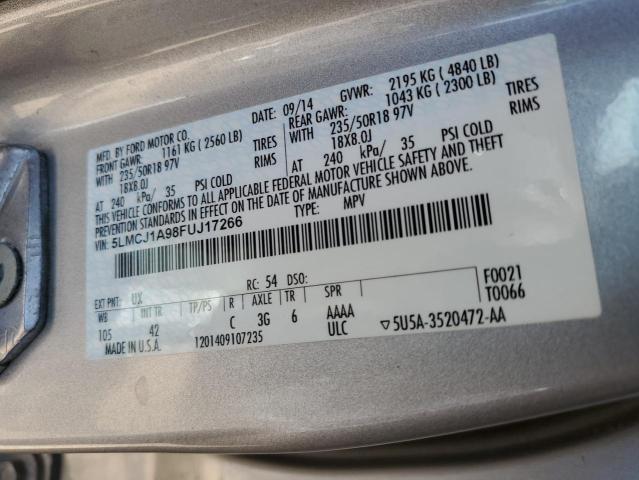 MFD. BY FORD MOTOR CO.
DATE: 09/14 GVWR: 2195 KG ( 4840 LB)
FRONT GAWR: 1161 KG ( 2560 LB) REAR GAWR: 1043 KG ( 2300 LB)
WITH 235/50R18 97V TIRES WITH 235/50R18 97V TIRES
18X8.0J RIMS 18X8.0J RIMS
AT 240 kPa/ 35 PSI COLD AT 240 kPa/ 35 PSI COLD
THIS VEHICLE CONFORMS TO ALL APPLICABLE FEDERAL MOTOR VEHICLE SAFETY AND THEFT
PREVENTION STANDARDS IN EFFECT ON THE DATE OF MANUFACTURE SHOWN ABOVE.
VIN: 5LMCJ1A98FUJ17266 TYPE: MPV
EXT PNT: UX RC: 54 DSO: F0021
WB INT TR TP/PS R AXLE TR SPR T0066
105 42 C 3G 6 AAAA
ULC ▽5U5A-3520472-AA
MADE IN U.S.A. 1201409107235